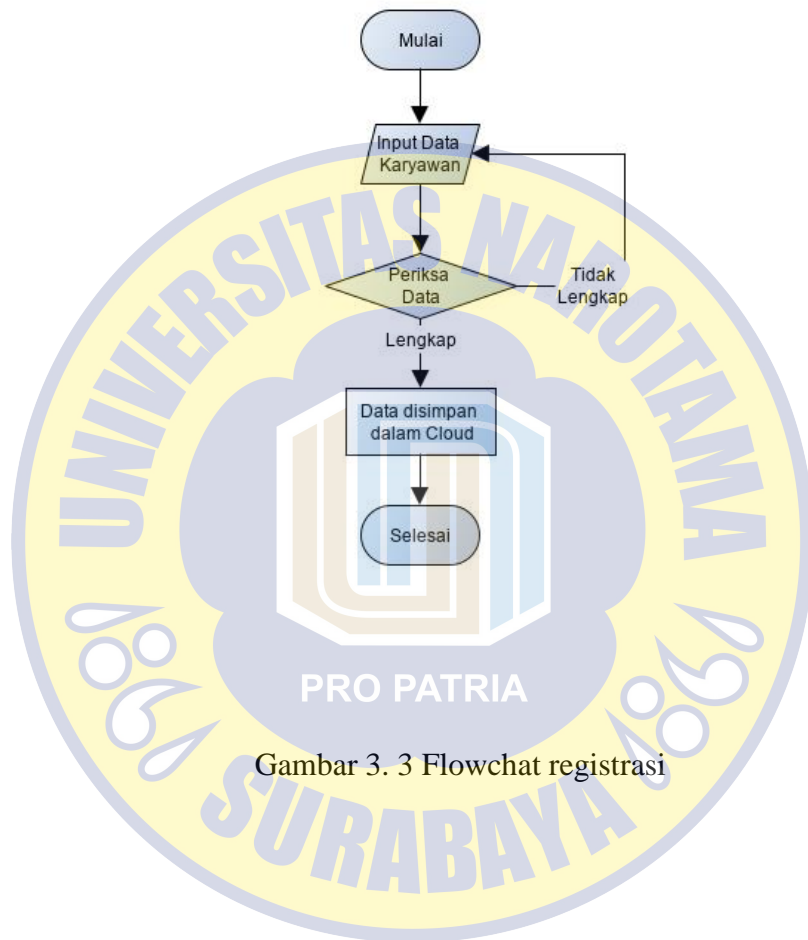 Mulai
Input Data
Karyawan
Periksa
Data
Tidak
Lengkap
Lengkap
Data disimpan
dalam Cloud
Selesai
UNIVERSITAS NAROTAMA
PRO PATRIA
Gambar 3. 3 Flowchat registrasi
SURABAYA